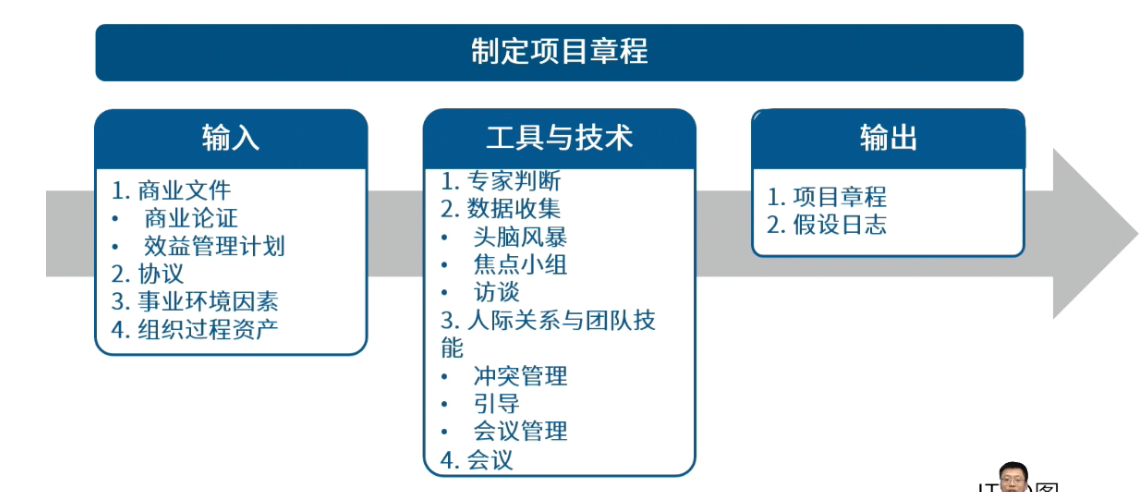 制定项目章程
输入
1. 商业文件
• 商业论证
• 效益管理计划
2. 协议
3. 事业环境因素
4. 组织过程资产
工具与技术
1. 专家判断
2. 数据收集
• 头脑风暴
• 焦点小组
• 访谈
3. 人际关系与团队技
能
• 冲突管理
• 引导
• 会议管理
4. 会议
输出
1. 项目章程
2. 假设日志